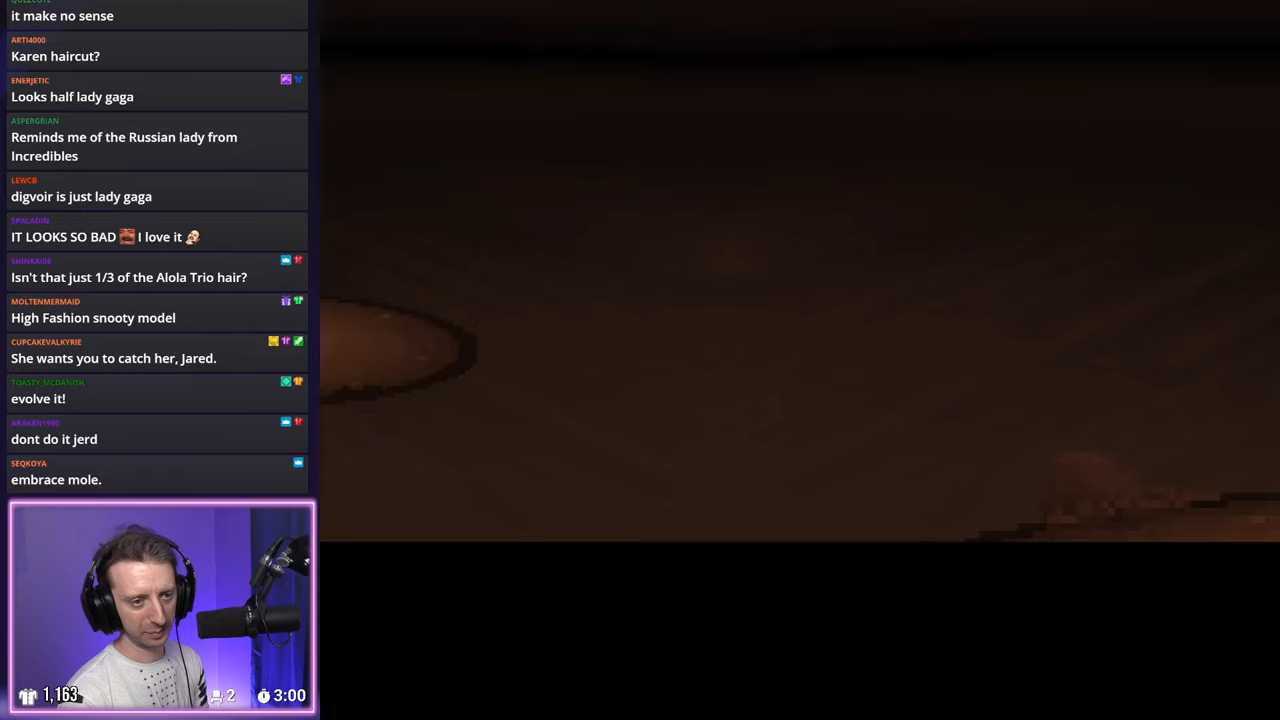 it make no sense
ARTI4000
Karen haircut?
ENERJETIC
Looks half lady gaga
ASPERGRIAN
Reminds me of the Russian lady from
Incredibles
LEWCB
digvoir is just lady gaga
SPALADIN
IT LOOKS SO BAD I love it
SHINRAIGE
Isn't that just 1/3 of the Alola Trio hair?
MOLTENMERMAID
High Fashion snooty model
CUPCAKEVALKYRIE
She wants you to catch her, Jared.
TOASTY_MCDANISH
evolve it!
dont do it jerd
SEQKOYA
embrace mole.
1,163
2
3:00